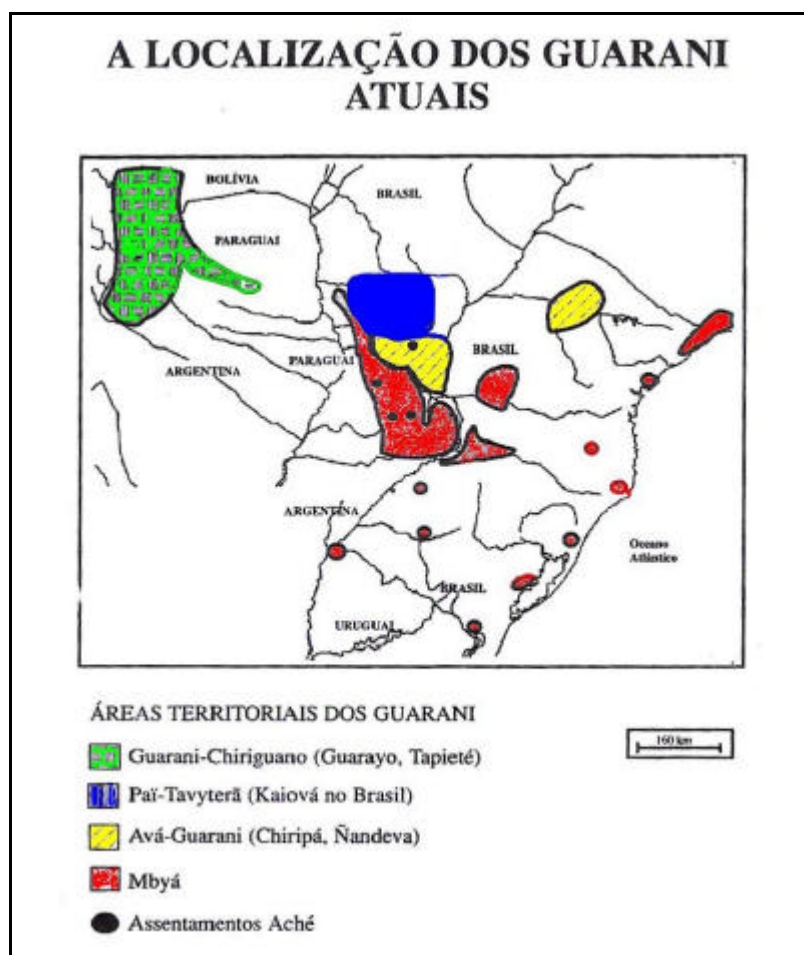 A LOCALIZAÇÃO DOS GUARANI
ATUAIS
BOLÍVIA
BRASIL
PARAGUAI
PARAGUAI
BRASIL
ARGENTINA
ARGENTINA
Oceano
Atlântico
BRASIL
URUGUAI
ÁREAS TERRITORIAIS DOS GUARANI
160 km
Guarani-Chiriguano (Guarayo, Tapieté)
Paï-Tavyterã (Kaiová no Brasil)
Avá-Guarani (Chiripá, Ñandeva)
Mbyá
Assentamentos Aché